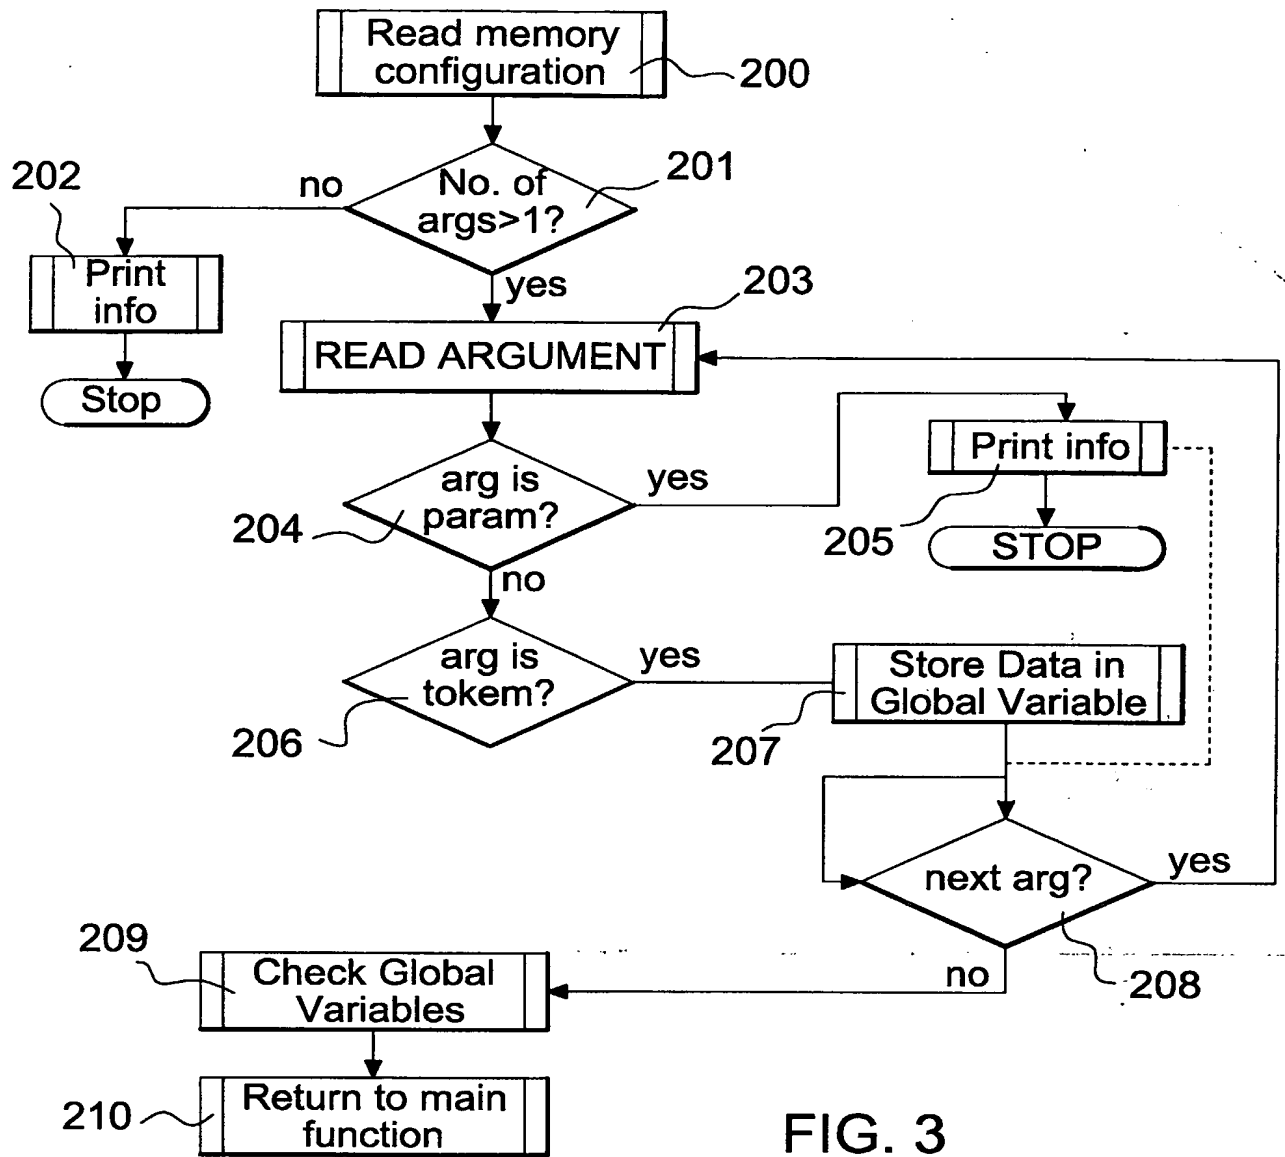 Read memory
configuration
200
201
202
no
No. of
args>1?
Print
info
yes
203
READ ARGUMENT
Stop
arg is
param?
yes
Print info
204
205
STOP
no
arg is
tokem?
yes
Store Data in
Global Variable
206
207
next arg?
yes
209
Check Global
Variables
no
208
210
Return to main
function
FIG. 3